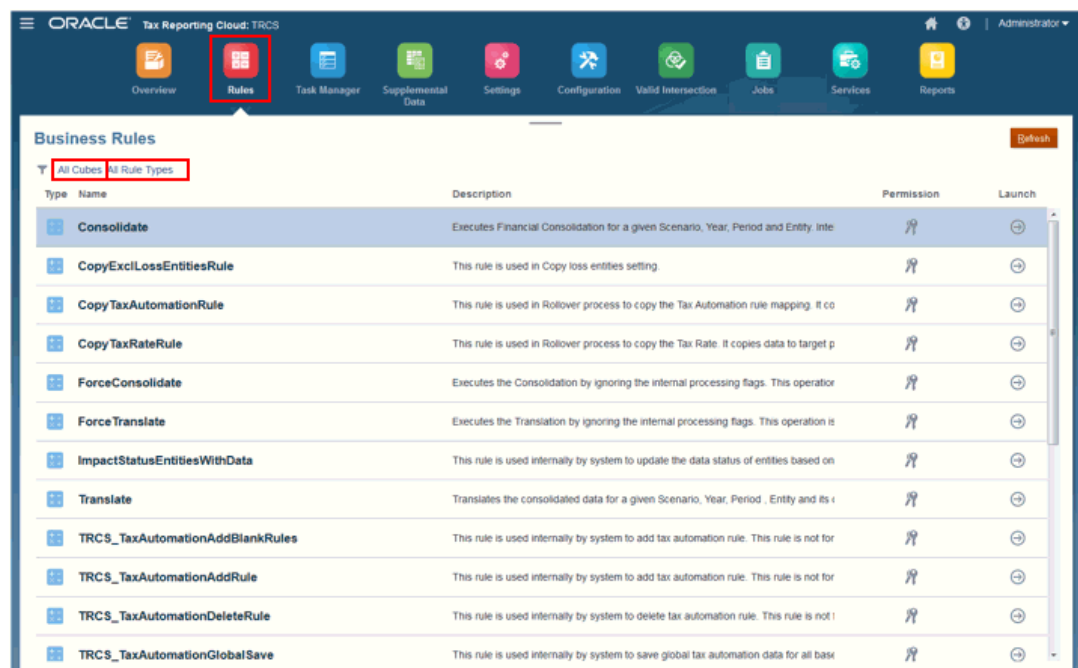 ORACLE Tax Reporting Cloud: TRCS Administrator
Overview Rules Task Manager Supplemental Data Settings Configuration Valid Intersection Jobs Services Reports
Business Rules Refresh
All Cubes All Rule Types
Type Name Description Permission Launch
Consolidate Executes Financial Consolidation for a given Scenario, Year, Period and Entity. Inte
CopyExclLossEntitiesRule This rule is used in Copy loss entities setting.
CopyTaxAutomationRule This rule is used in Rollover process to copy the Tax Automation rule mapping. It co
CopyTaxRateRule This rule is used in Rollover process to copy the Tax Rate. It copies data to target p
ForceConsolidate Executes the Consolidation by ignoring the internal processing flags. This operation
ForceTranslate Executes the Translation by ignoring the internal processing flags. This operation is
ImpactStatusEntitiesWithData This rule is used internally by system to update the data status of entities based on
Translate Translates the consolidated data for a given Scenario, Year, Period , Entity and its
TRCS_TaxAutomationAddBlankRules This rule is used internally by system to add tax automation rule. This rule is not for
TRCS_TaxAutomationAddRule This rule is used internally by system to add tax automation rule. This rule is not for
TRCS_TaxAutomationDeleteRule This rule is used internally by system to delete tax automation rule. This rule is not
TRCS_TaxAutomationGlobalSave This rule is used internally by system to save global tax automation data for all base